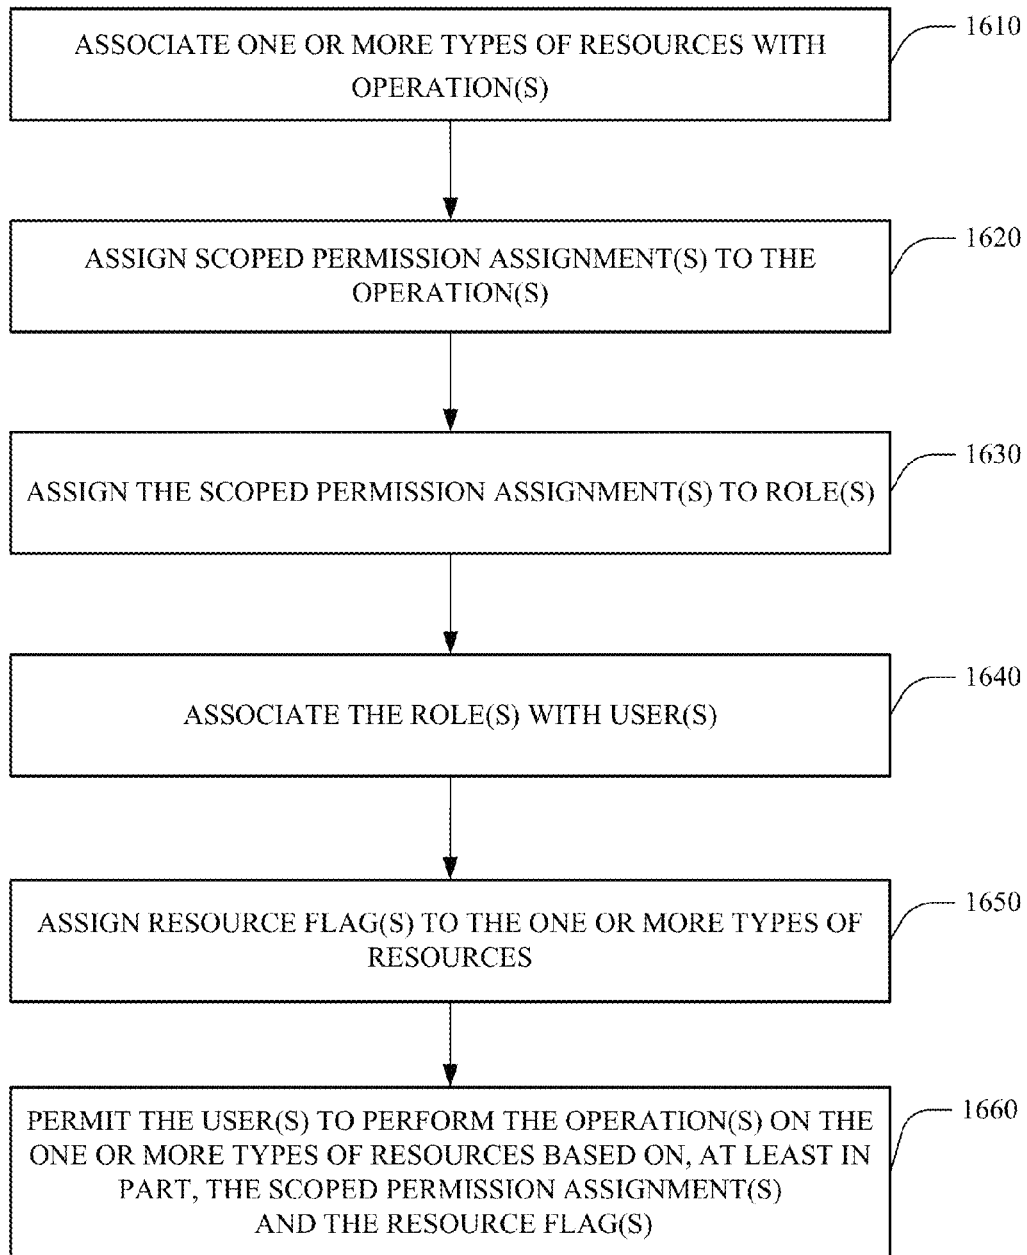 ASSOCIATE ONE OR MORE TYPES OF RESOURCES WITH
OPERATION(S)
1610
ASSIGN SCOPED PERMISSION ASSIGNMENT(S) TO THE
OPERATION(S)
1620
ASSIGN THE SCOPED PERMISSION ASSIGNMENT(S) TO ROLE(S)
1630
ASSOCIATE THE ROLE(S) WITH USER(S)
1640
ASSIGN RESOURCE FLAG(S) TO THE ONE OR MORE TYPES OF
RESOURCES
1650
PERMIT THE USER(S) TO PERFORM THE OPERATION(S) ON THE
ONE OR MORE TYPES OF RESOURCES BASED ON, AT LEAST IN
PART, THE SCOPED PERMISSION ASSIGNMENT(S)
AND THE RESOURCE FLAG(S)
1660